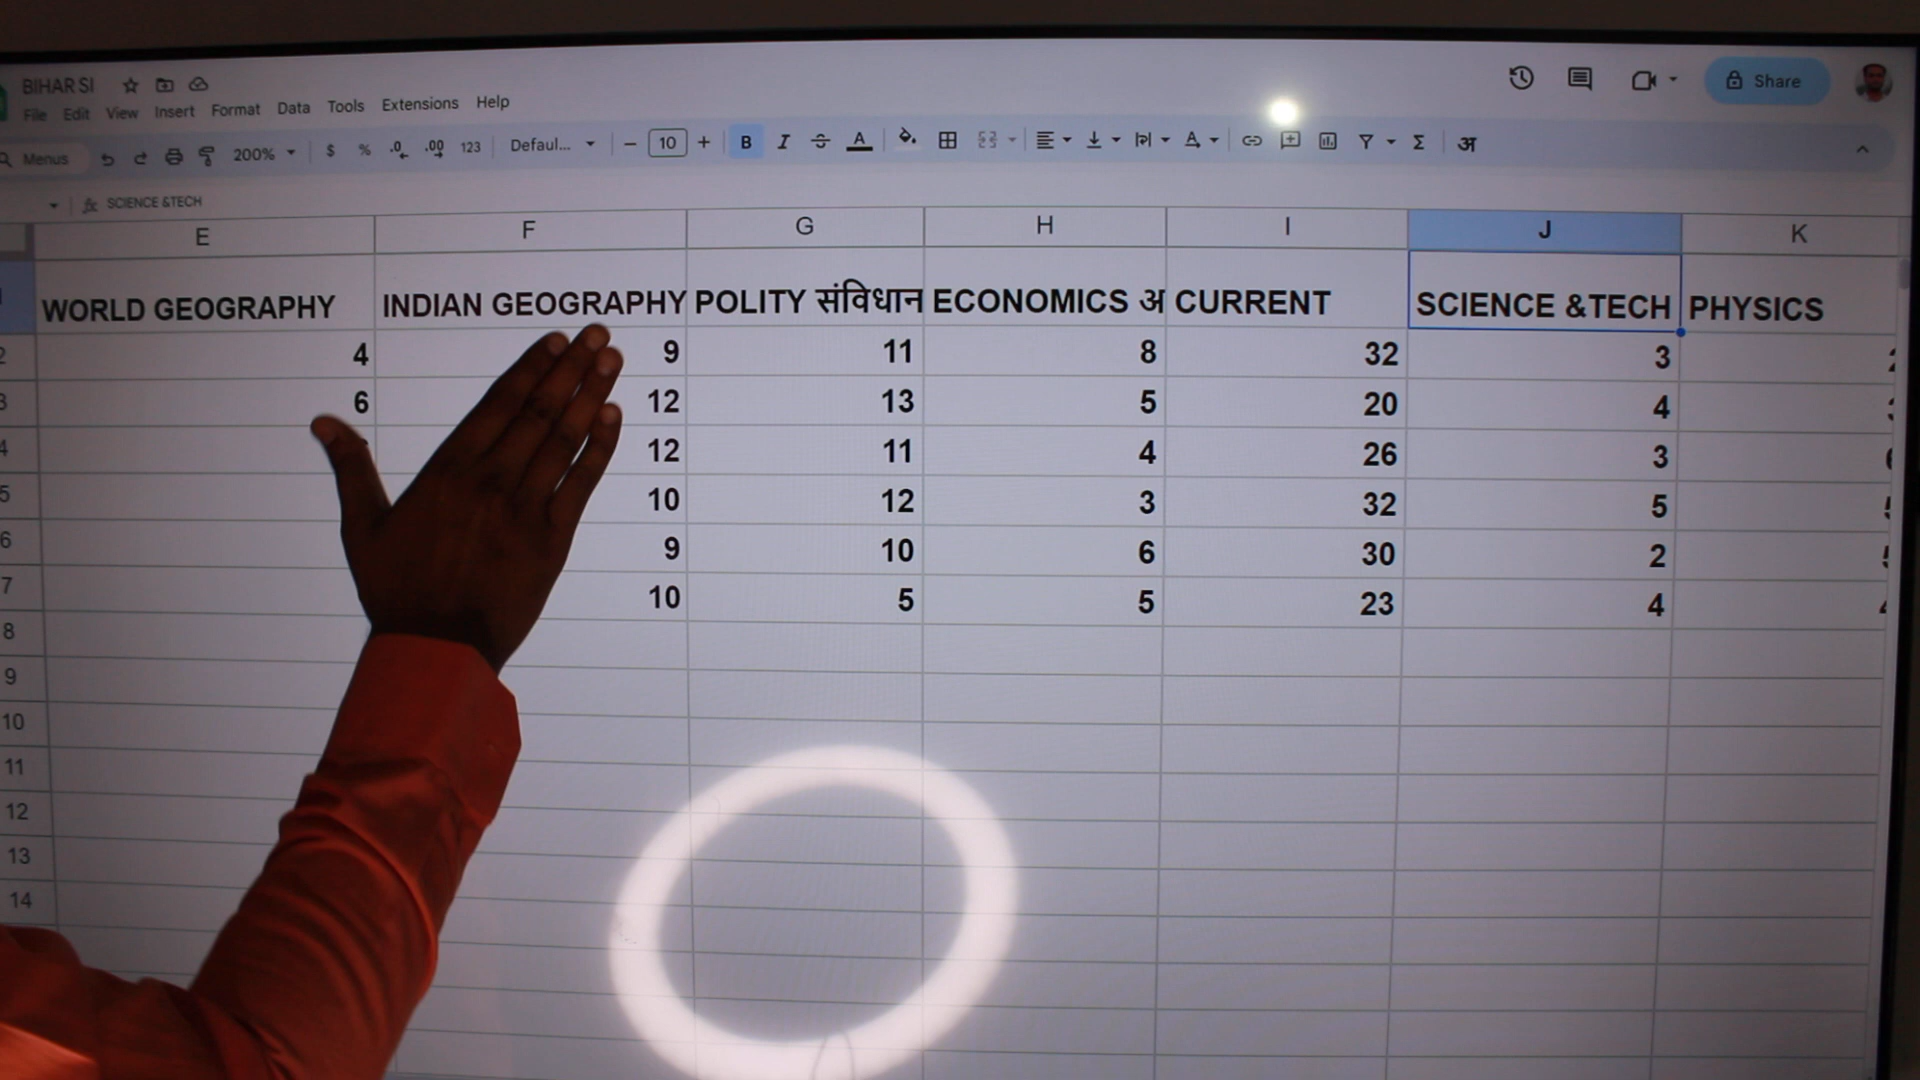 BIHAR SI
File Edit View Insert Format Data Tools Extensions Help
Share
Menus 200% $ % .0 .00 123 Defaul... − 10 + B I A Σ अ
fx SCIENCE &TECH
E F G H I J K
WORLD GEOGRAPHY INDIAN GEOGRAPHY POLITY संविधान ECONOMICS अ CURRENT SCIENCE &TECH PHYSICS
2 4 9 11 8 32 3
3 6 12 13 5 20 4
4 12 11 4 26 3
5 10 12 3 32 5
6 9 10 6 30 2
7 10 5 5 23 4
8
9
10
11
12
13
14